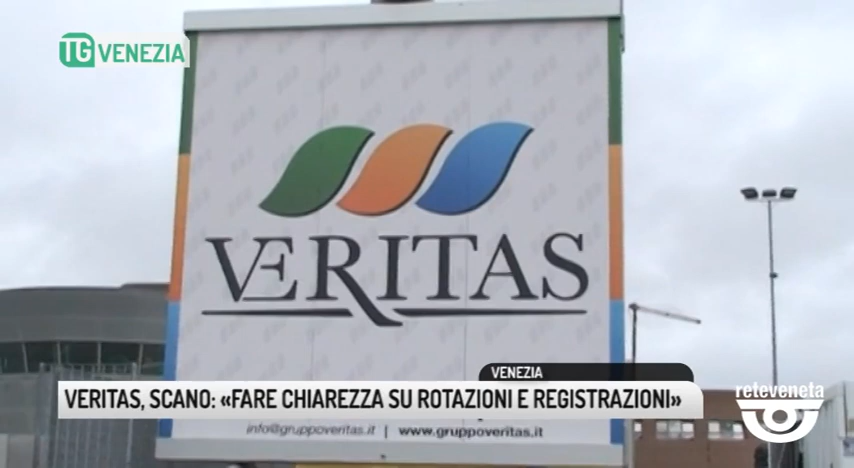 TG VENEZIA
VERITAS
VENEZIA
VERITAS, SCANO: «FARE CHIAREZZA SU ROTAZIONI E REGISTRAZIONI»
info@gruppoveritas.it | www.gruppoveritas.it
reteveneta